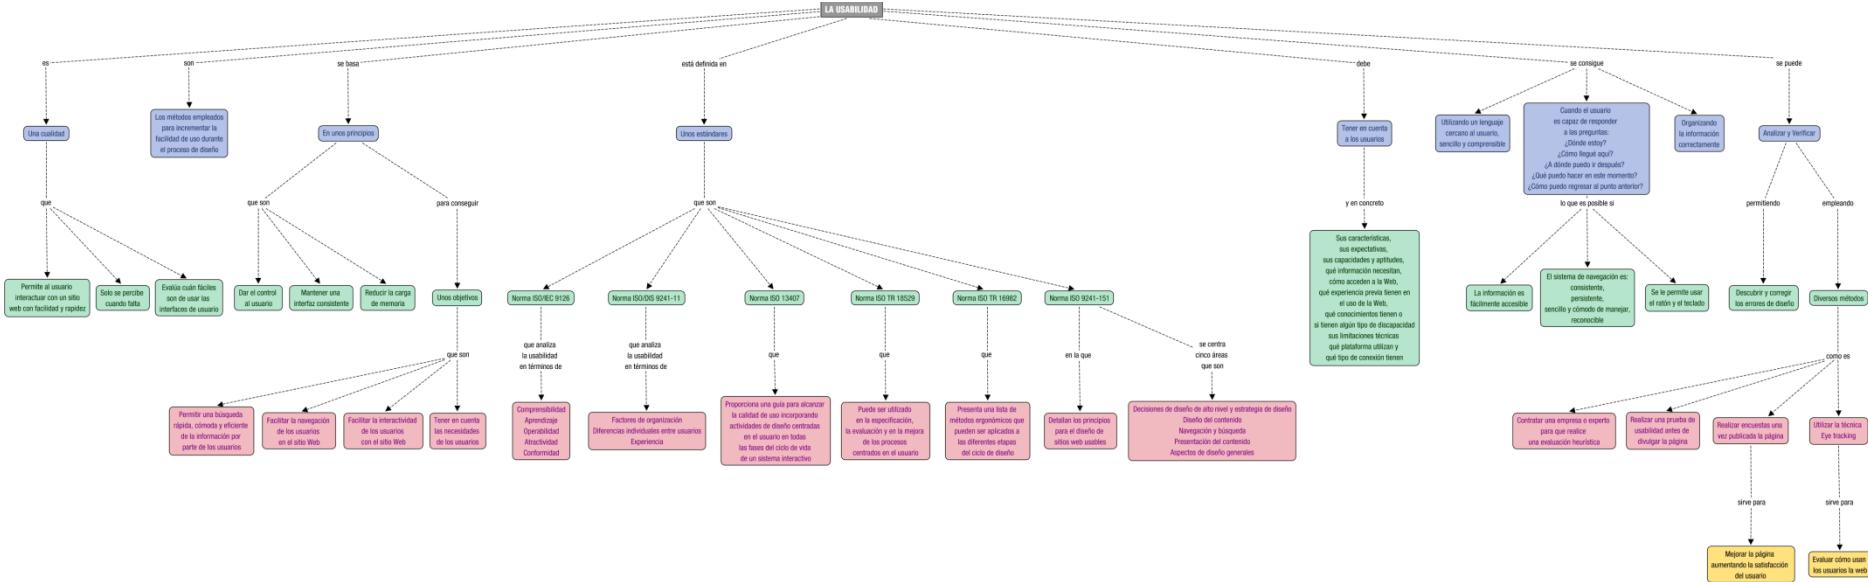 LA USABILIDAD
es
son
se basa
está definida en
debe
se consigue
se puede
Una cualidad
Los métodos empleados
para incrementar la
facilidad de uso durante
el proceso de diseño
En unos principios
Unos estándares
Tener en cuenta
a los usuarios
Utilizando un lenguaje
cercano al usuario,
sencillo y comprensible
Cuando el usuario
es capaz de responder
a las preguntas:
¿Dónde estoy?
¿Cómo llegué aquí?
¿A dónde puedo ir después?
¿Qué puedo hacer en este momento?
¿Cómo puedo regresar al punto anterior?
Organizando
la información
correctamente
Analizar y Verificar
que
que son
para conseguir
que son
y en concreto
lo que es posible si
permitiendo
empleando
Permite al usuario
interactuar con un sitio
web con facilidad y rapidez
Solo se percibe
cuando falta
Evalúa cuán fáciles
son de usar las
interfaces de usuario
Dar el control
al usuario
Mantener una
interfaz consistente
Reducir la carga
de memoria
Unos objetivos
Norma ISO/IEC 9126
Norma ISO/DIS 9241-11
Norma ISO 13407
Norma ISO TR 18529
Norma ISO TR 16982
Norma ISO 9241-151
Sus características,
sus expectativas,
sus capacidades y aptitudes,
qué información necesitan,
cómo acceden a la Web,
qué experiencia previa tienen en
el uso de la Web,
qué conocimientos tienen o
si tienen algún tipo de discapacidad
sus limitaciones técnicas
qué plataforma utilizan y
qué tipo de conexión tienen
La información es
fácilmente accesible
El sistema de navegación es:
consistente,
persistente,
sencillo y cómodo de manejar,
reconocible
Se le permite usar
el ratón y el teclado
Descubrir y corregir
los errores de diseño
Diversos métodos
que son
que analiza
la usabilidad
en términos de
que analiza
la usabilidad
en términos de
que
que
que
en la que
se centra
cinco áreas
que son
como es
Permitir una búsqueda
rápida, cómoda y eficiente
de la información por
parte de los usuarios
Facilitar la navegación
de los usuarios
en el sitio Web
Facilitar la interactividad
de los usuarios
con el sitio Web
Tener en cuenta
las necesidades
de los usuarios
Comprensibilidad
Aprendizaje
Operabilidad
Atractividad
Conformidad
Factores de organización
Diferencias individuales entre usuarios
Experiencia
Proporciona una guía para alcanzar
la calidad de uso incorporando
actividades de diseño centradas
en el usuario en todas
las fases del ciclo de vida
de un sistema interactivo
Puede ser utilizado
en la especificación,
la evaluación y en la mejora
de los procesos
centrados en el usuario
Presenta una lista de
métodos ergonómicos que
pueden ser aplicados a
las diferentes etapas
del ciclo de diseño
Detallan los principios
para el diseño de
sitios web usables
Decisiones de diseño de alto nivel y estrategia de diseño
Diseño del contenido
Navegación y búsqueda
Presentación del contenido
Aspectos de diseño generales
Contratar una empresa o experto
para que realice
una evaluación heurística
Realizar una prueba de
usabilidad antes de
divulgar la página
Realizar encuestas una
vez publicada la página
Utilizar la técnica
Eye tracking
sirve para
sirve para
Mejorar la página
aumentando la satisfacción
del usuario
Evaluar cómo usan
los usuarios la web